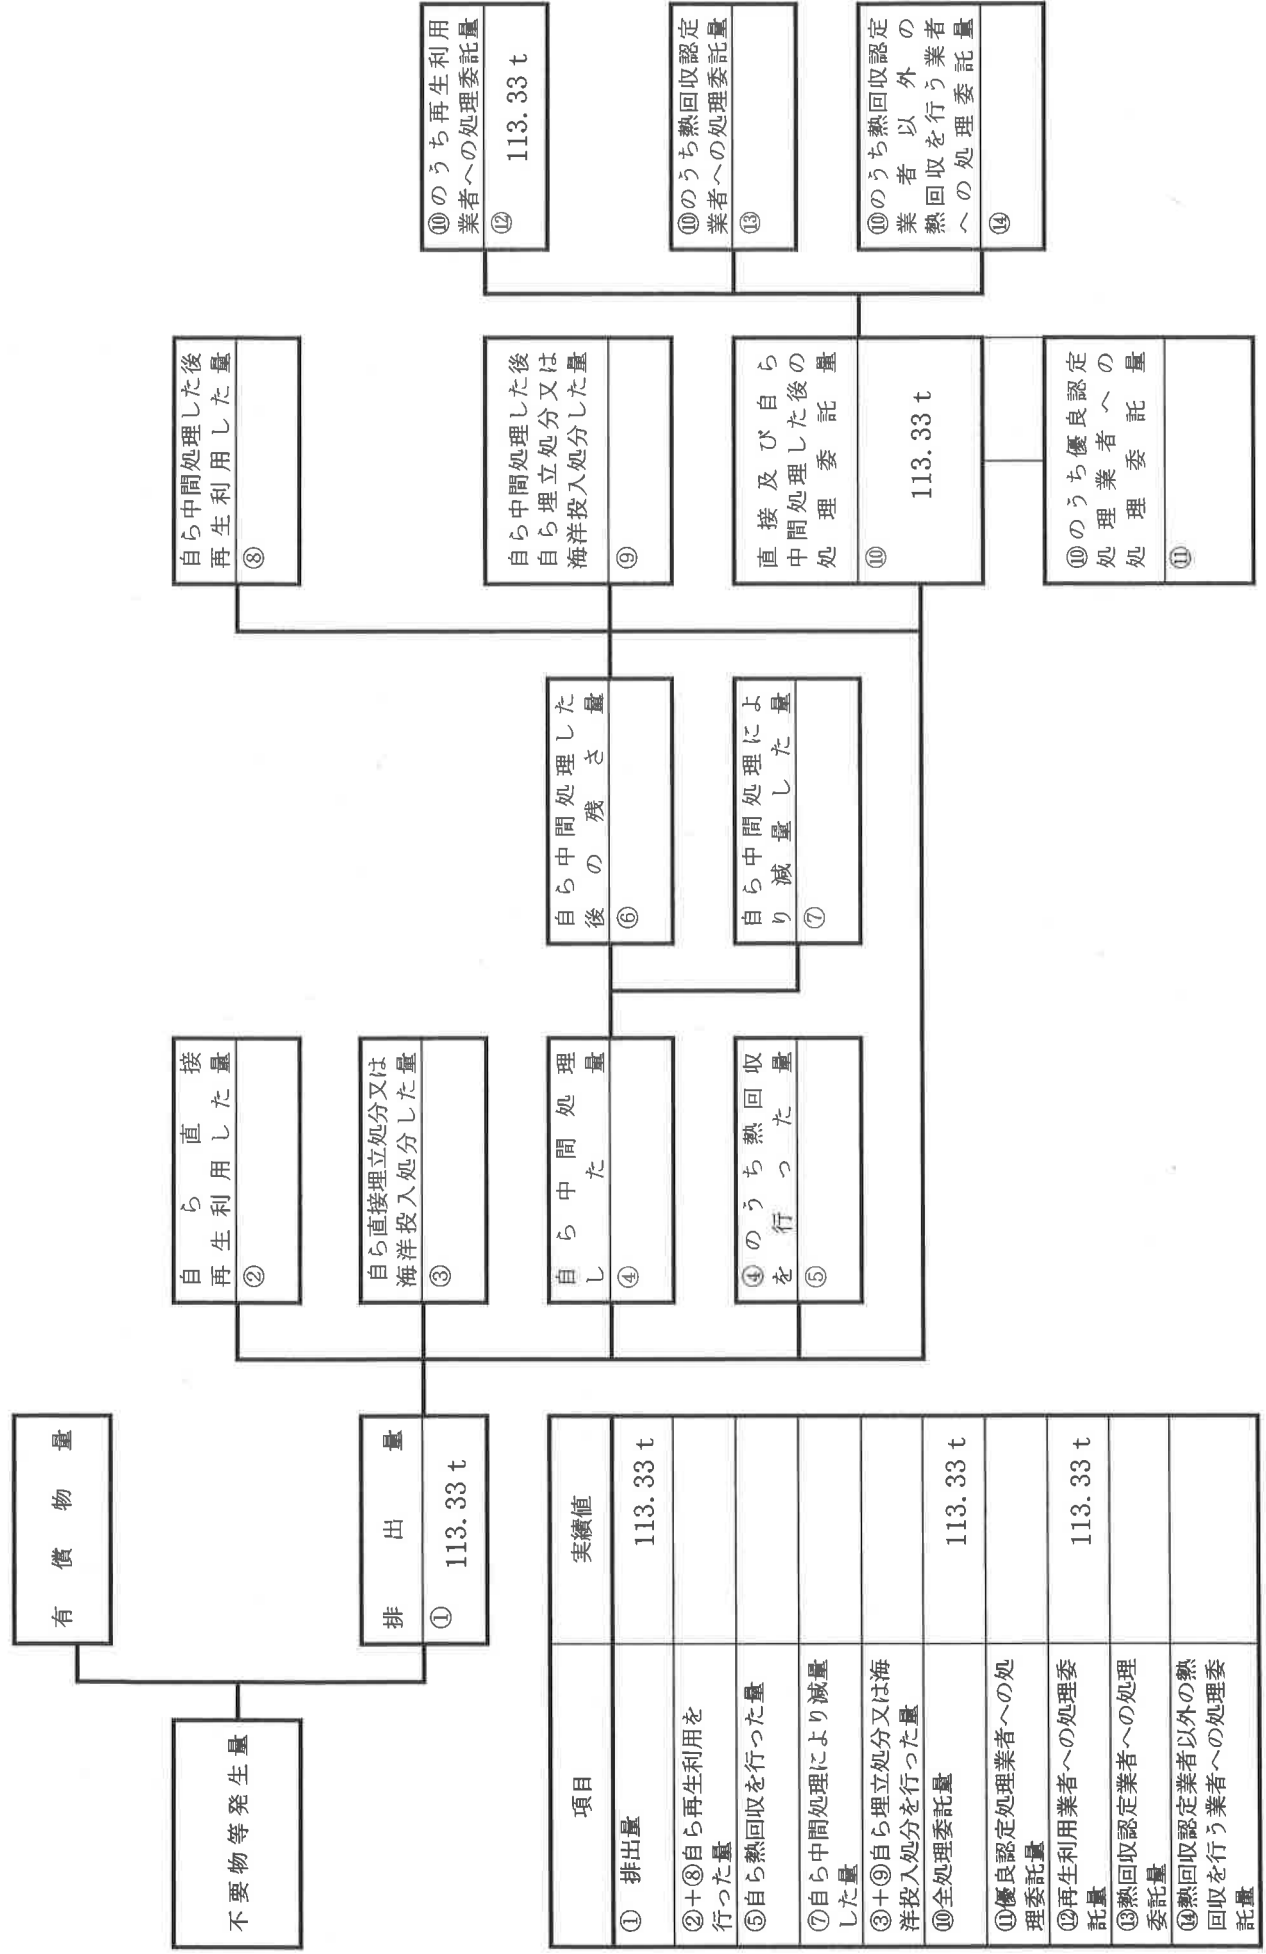 不要物等発生量
有償物量
排出量
①
113.33 t
自ら直接
再生利用した量
②
自ら直接埋立処分又は
海洋投入処分した量
③
自ら中間処理
した量
④
④のうち熱回収
を行った量
⑤
自ら中間処理した
後の残さ量
⑥
自ら中間処理によ
り減量した量
⑦
自ら中間処理した後
再生利用した量
⑧
自ら中間処理した後
自ら埋立処分又は
海洋投入処分した量
⑨
直接及び自ら
中間処理した後の
処理委託量
⑩
113.33 t
⑩のうち優良認定
処理業者への
処理委託量
⑪
⑩のうち再生利用
業者への処理委託量
⑫
113.33 t
⑩のうち熱回収認定
業者への処理委託量
⑬
⑩のうち熱回収認定
業者以外の
熱回収を行う業者
への処理委託量
⑭
項目 実績値
① 排出量 113.33 t
②+⑧自ら再生利用を
行った量
⑤自ら熱回収を行った量
⑦自ら中間処理により減量
した量
③+⑨自ら埋立処分又は海
洋投入処分を行った量
⑩全処理委託量 113.33 t
⑪優良認定処理業者への処
理委託量
⑫再生利用業者への処理委
託量 113.33 t
⑬熱回収認定業者への処理
委託量
⑭熱回収認定業者以外の熱
回収を行う業者への処理委
託量